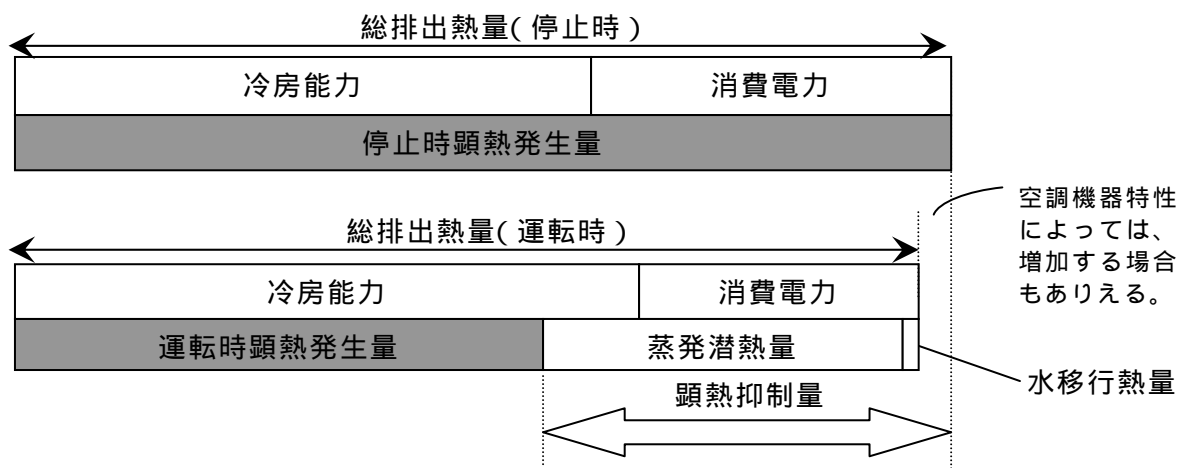 総排出熱量(停止時)
冷房能力
消費電力
停止時顕熱発生量
空調機器特性
によっては、
増加する場合
もありえる。
総排出熱量(運転時)
冷房能力
消費電力
運転時顕熱発生量
蒸発潜熱量
水移行熱量
顕熱抑制量